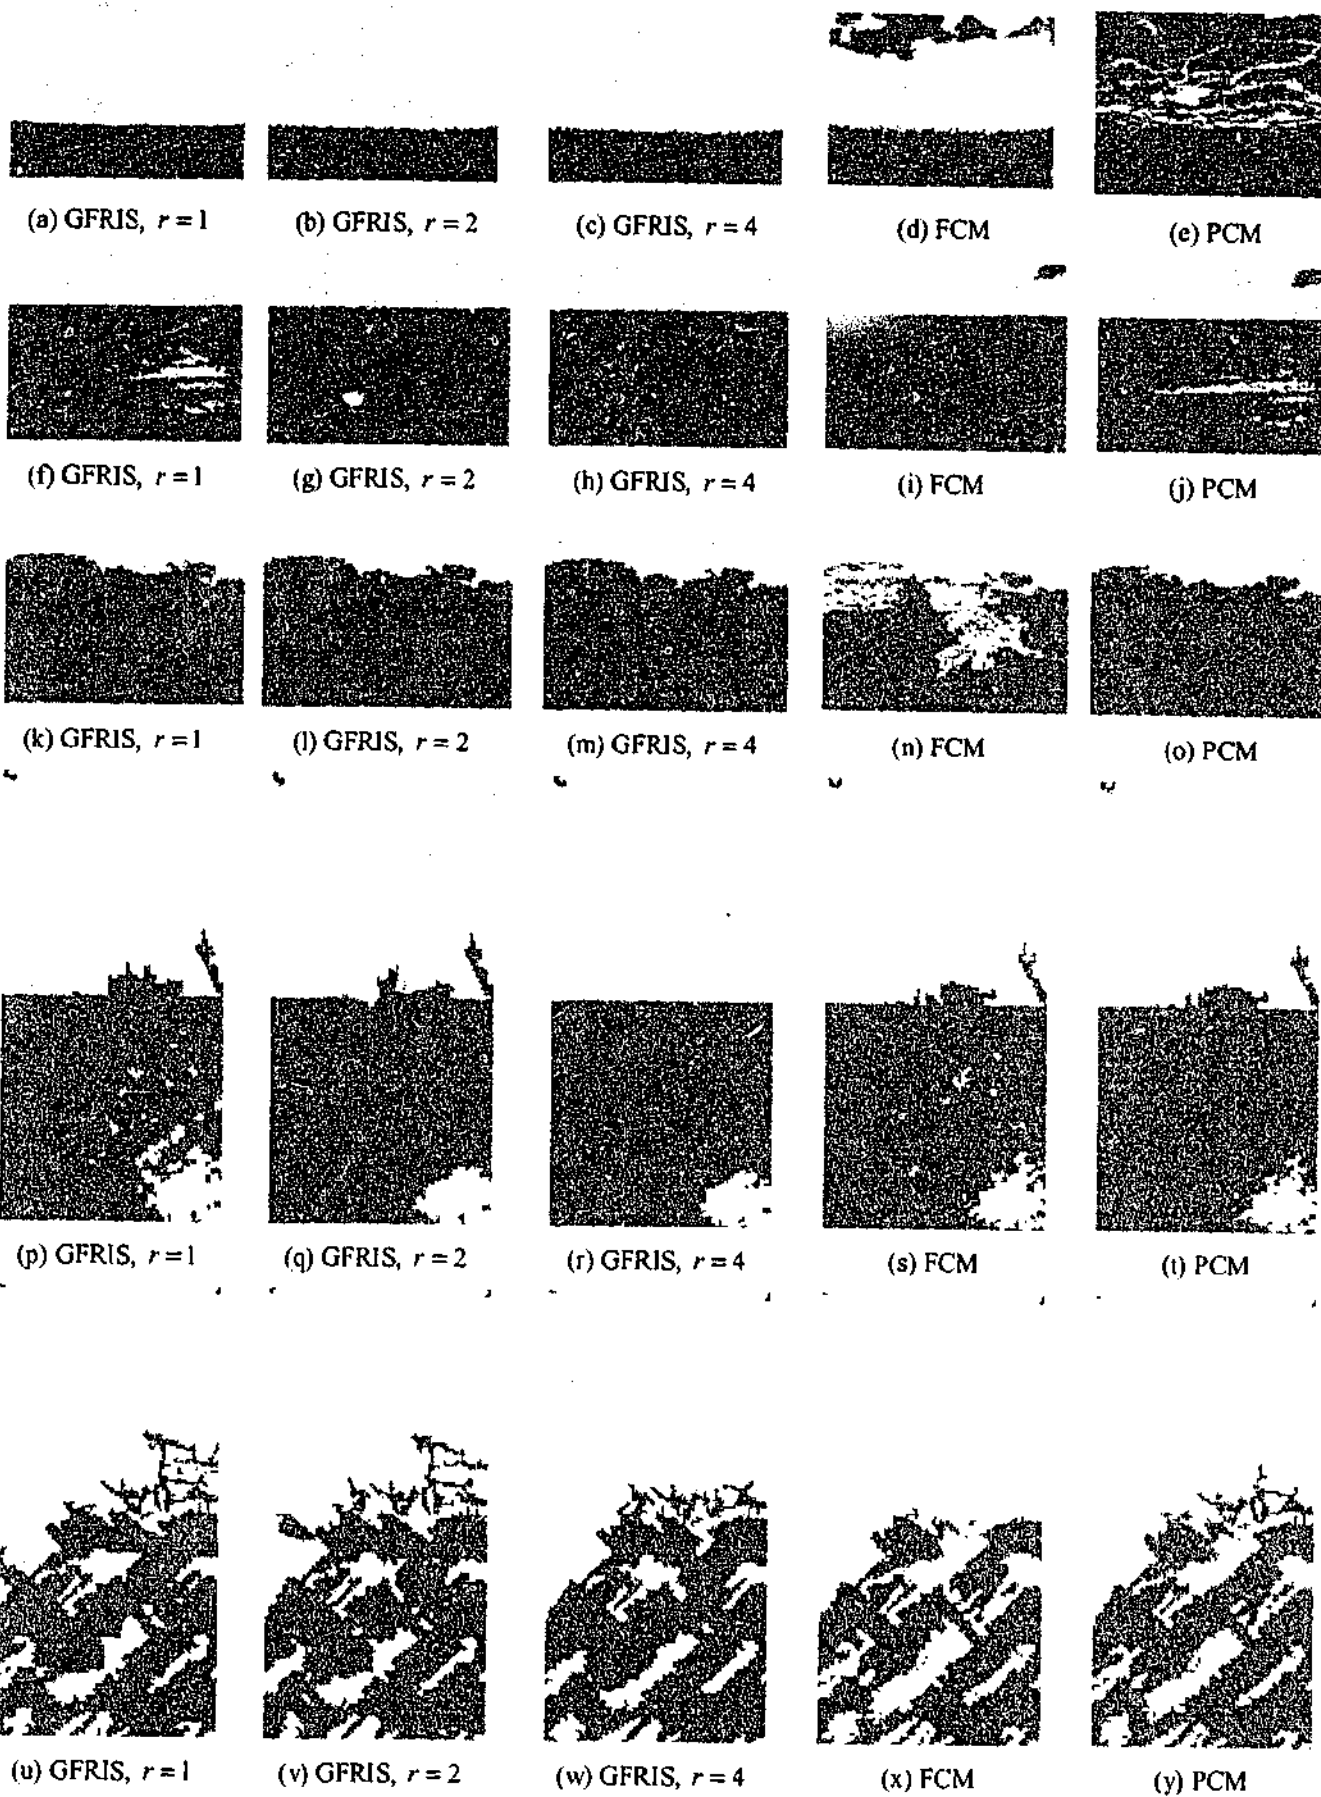 (a) GFRIS, r = 1 (b) GFRIS, r = 2 (c) GFRIS, r = 4 (d) FCM (e) PCM
(f) GFRIS, r = 1 (g) GFRIS, r = 2 (h) GFRIS, r = 4 (i) FCM (j) PCM
(k) GFRIS, r = 1 (l) GFRIS, r = 2 (m) GFRIS, r = 4 (n) FCM (o) PCM
(p) GFRIS, r = 1 (q) GFRIS, r = 2 (r) GFRIS, r = 4 (s) FCM (t) PCM
(u) GFRIS, r = 1 (v) GFRIS, r = 2 (w) GFRIS, r = 4 (x) FCM (y) PCM